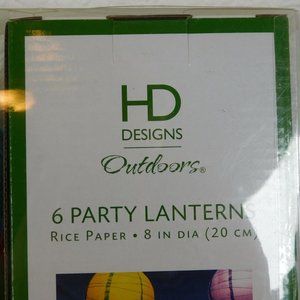 HD
DESIGNS
Outdoors®
6 PARTY LANTERNS
RICE PAPER • 8 IN DIA (20 CM)